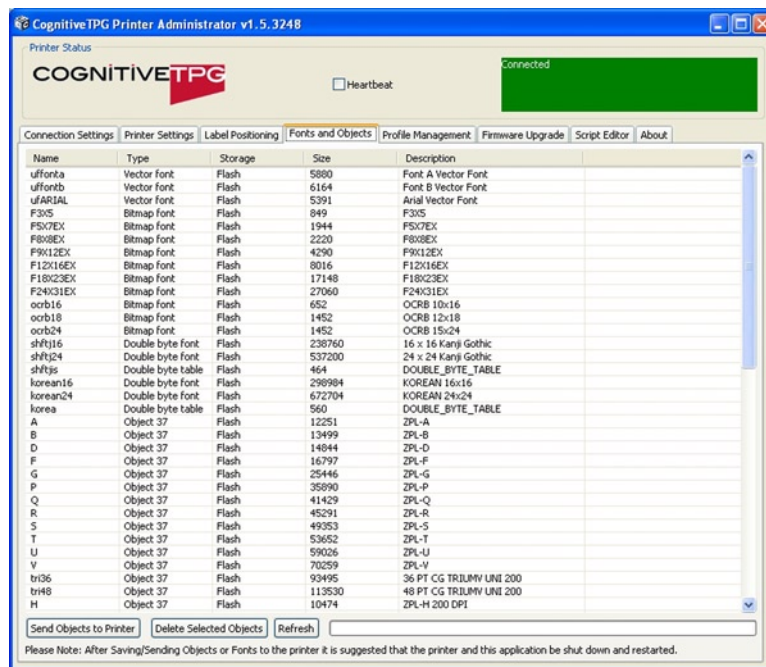 CognitiveTPG Printer Administrator v1.5.3248
Printer Status
COGNITIVETPG
Heartbeat
Connected
Connection Settings Printer Settings Label Positioning Fonts and Objects Profile Management Firmware Upgrade Script Editor About
Name Type Storage Size Description
uffonta Vector font Flash 5880 Font A Vector Font
uffontb Vector font Flash 6164 Font B Vector Font
ufARIAL Vector font Flash 5391 Arial Vector Font
F3X5 Bitmap font Flash 849 F3X5
F5X7EX Bitmap font Flash 1944 F5X7EX
F8X8EX Bitmap font Flash 2220 F8X8EX
F9X12EX Bitmap font Flash 4290 F9X12EX
F12X16EX Bitmap font Flash 8016 F12X16EX
F18X23EX Bitmap font Flash 17148 F18X23EX
F24X31EX Bitmap font Flash 27060 F24X31EX
ocrb16 Bitmap font Flash 652 OCRB 10x16
ocrb18 Bitmap font Flash 1452 OCRB 12x18
ocrb24 Bitmap font Flash 1452 OCRB 15x24
shftj16 Double byte font Flash 238760 16 x 16 Kanji Gothic
shftj24 Double byte font Flash 537200 24 x 24 Kanji Gothic
shftjis Double byte table Flash 464 DOUBLE_BYTE_TABLE
korean16 Double byte font Flash 298984 KOREAN 16x16
korean24 Double byte font Flash 672704 KOREAN 24x24
korea Double byte table Flash 560 DOUBLE_BYTE_TABLE
A Object 37 Flash 12251 ZPL-A
B Object 37 Flash 13499 ZPL-B
D Object 37 Flash 14844 ZPL-D
F Object 37 Flash 16797 ZPL-F
G Object 37 Flash 25446 ZPL-G
P Object 37 Flash 35890 ZPL-P
Q Object 37 Flash 41429 ZPL-Q
R Object 37 Flash 45291 ZPL-R
S Object 37 Flash 49353 ZPL-S
T Object 37 Flash 53652 ZPL-T
U Object 37 Flash 59026 ZPL-U
V Object 37 Flash 70259 ZPL-V
tri36 Object 37 Flash 93495 36 PT CG TRIUMV UNI 200
tri48 Object 37 Flash 113530 48 PT CG TRIUMV UNI 200
H Object 37 Flash 10474 ZPL-H 200 DPI
Send Objects to Printer Delete Selected Objects Refresh
Please Note: After Saving/Sending Objects or Fonts to the printer it is suggested that the printer and this application be shut down and restarted.